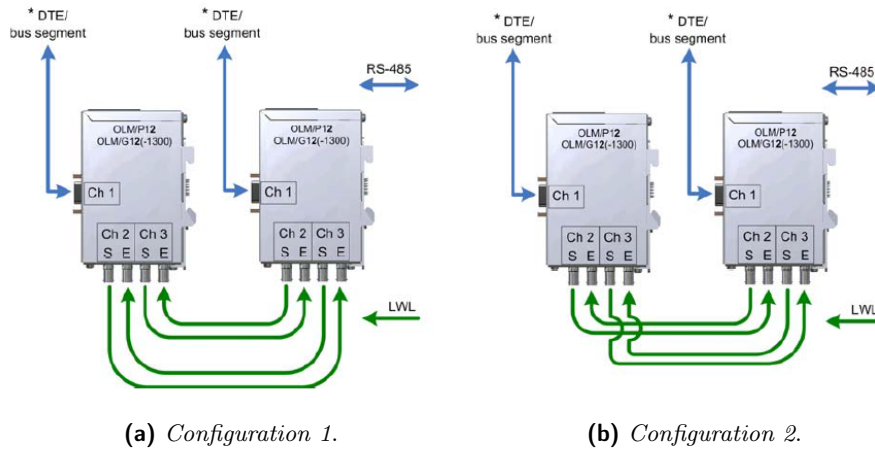 * DTE/
bus segment
* DTE/
bus segment
RS-485
OLM/P12
OLM/G12(-1300)
OLM/P12
OLM/G12(-1300)
Ch 1
Ch 1
Ch 2 Ch 3
S E S E
Ch 2 Ch 3
S E S E
LWL
(a) Configuration 1.
* DTE/
bus segment
* DTE/
bus segment
RS-485
OLM/P12
OLM/G12(-1300)
OLM/P12
OLM/G12(-1300)
Ch 1
Ch 1
Ch 2 Ch 3
S E S E
Ch 2 Ch 3
S E S E
LWL
(b) Configuration 2.